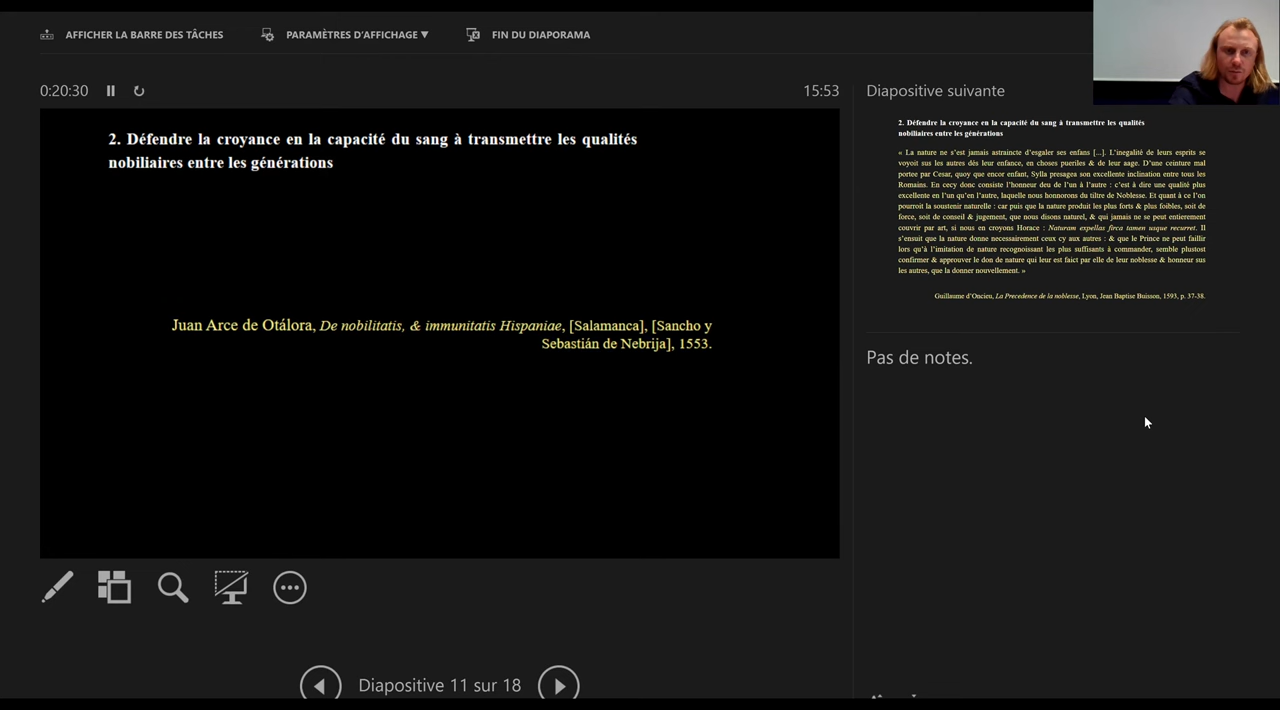 AFFICHER LA BARRE DES TÂCHES
PARAMÈTRES D'AFFICHAGE ▼
FIN DU DIAPORAMA
0:20:30
15:53
2. Défendre la croyance en la capacité du sang à transmettre les qualités
nobiliaires entre les générations
Juan Arce de Otálora, De nobilitatis, & immunitatis Hispaniae, [Salamanca], [Sancho y
Sebastián de Nebrija], 1553.
Diapositive 11 sur 18
Diapositive suivante
2. Défendre la croyance en la capacité du sang à transmettre les qualités
nobiliaires entre les générations
« La nature ne s'est jamais astraincte d'esgaler ses enfans [...]. L'inegalité de leurs esprits se
voyoit sus les autres dés leur enfance, en choses pueriles & de leur aage. D'une ceinture mal
portee par Cesar, quoy que encor enfant, Sylla presagea son excellente inclination entre tous les
Romains. En cecy donc consiste l'honneur deu de l'un à l'autre : c'est à dire une qualité plus
excellente en l'un qu'en l'autre, laquelle nous honnorons du tiltre de Noblesse. Et quant à ce l'on
pourroit la soustenir naturelle : car puis que la nature produit les plus forts & plus foibles, soit de
force, soit de conseil & jugement, que nous disons naturel, & qui jamais ne se peut entierement
couvrir par art, si nous en croyons Horace : Naturam expellas firca tamen usque recurret. Il
s'ensuit que la nature donne necessairement ceux cy aux autres : & que le Prince ne peut faillir
lors qu'à l'imitation de nature recognoissant les plus suffisants à commander, semble plustost
confirmer & approuver le don de nature qui leur est faict par elle de leur noblesse & honneur sus
les autres, que la donner nouvellement. »
Guillaume d'Oncieu, La Precedence de la noblesse, Lyon, Jean Baptise Buisson, 1593, p. 37-38.
Pas de notes.